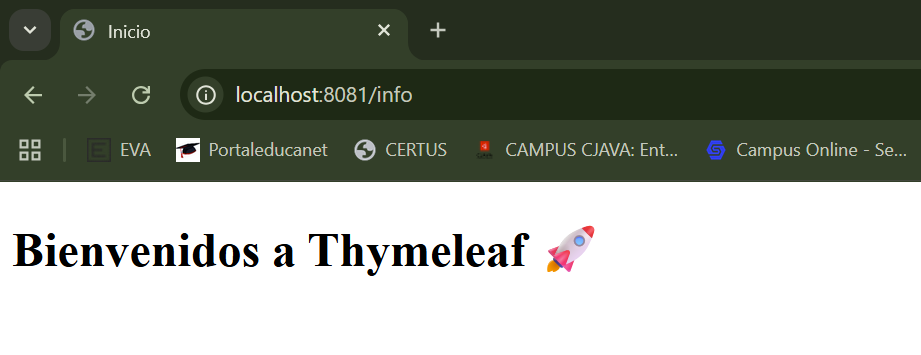 Inicio
localhost:8081/info
EVA Portaleducanet CERTUS CAMPUS CJAVA: Ent... Campus Online - Se...
Bienvenidos a Thymeleaf 🚀